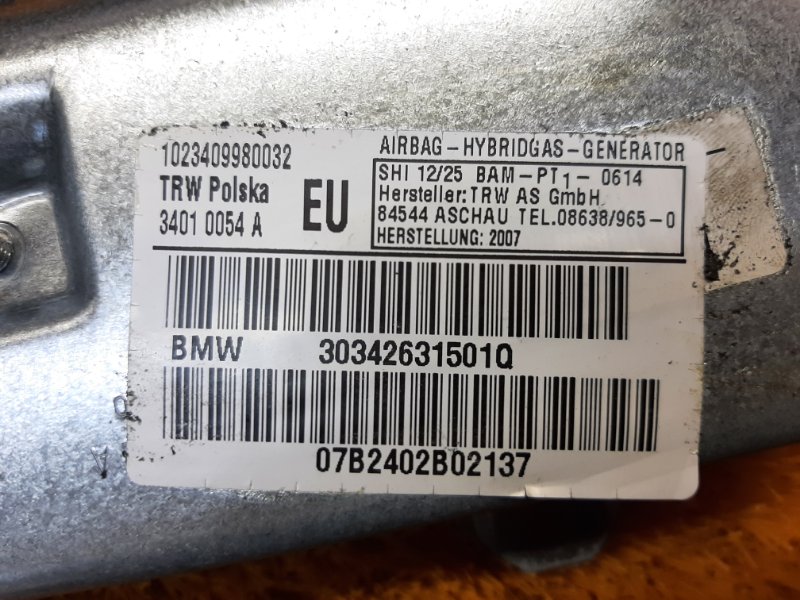 1023409980032
TRW Polska
3401 0054 A
EU
AIRBAG-HYBRIDGAS-GENERATOR
SHI 12/25 BAM-PT1-0614
Hersteller: TRW AS GmbH.
84544 ASCHAU TEL.08638/965-0
HERSTELLUNG: 2007
BMW 30342631501Q
07B2402B02137